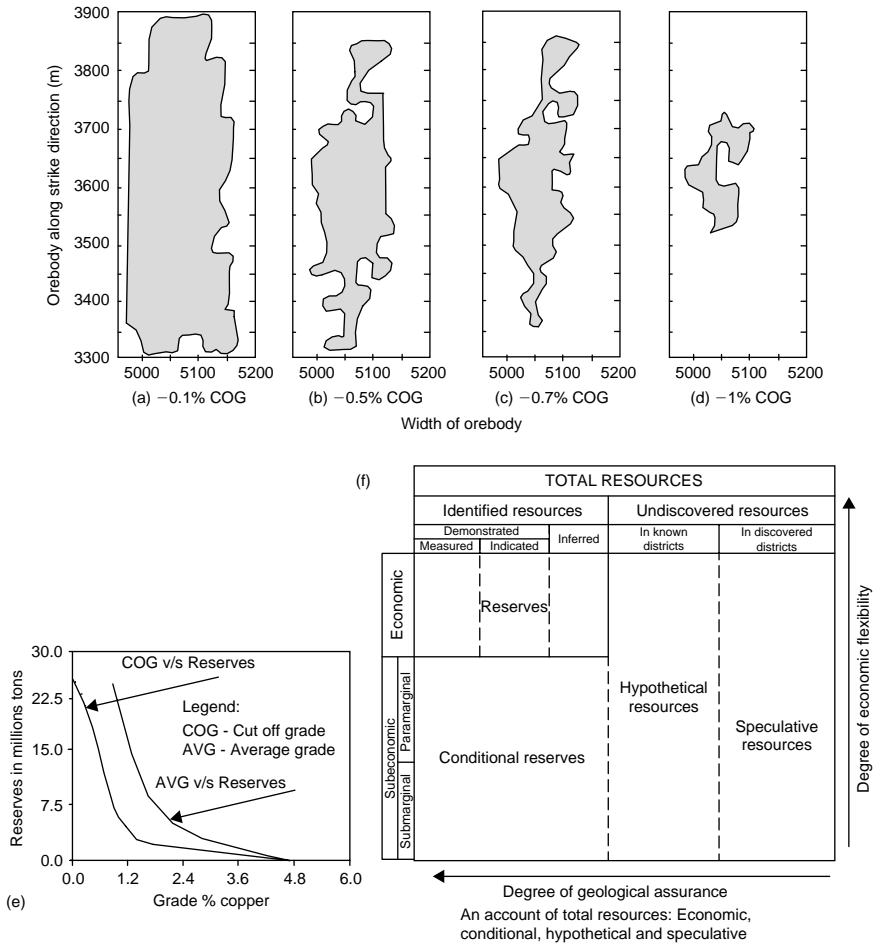 3900
3800
3700
3600
3500
3400
3300
Orebody along strike direction (m)
5000 5100 5200
5000 5100 5200
5000 5100 5200
5000 5100 5200
(a) −0.1% COG
(b) −0.5% COG
(c) −0.7% COG
(d) −1% COG
Width of orebody
(e)
30.0
22.5
15.0
7.5
0.0
Reserves in millions tons
COG v/s Reserves
Legend:
COG - Cut off grade
AVG - Average grade
AVG v/s Reserves
0.0 1.2 2.4 3.6 4.8 6.0
Grade % copper
(f)
TOTAL RESOURCES
Identified resources
Undiscovered resources
Demonstrated
Measured
Indicated
Inferred
In known
districts
In discovered
districts
Economic
Reserves
Subeconomic
Paramarginal
Submarginal
Conditional reserves
Hypothetical
resources
Speculative
resources
Degree of economic flexibility
Degree of geological assurance
An account of total resources: Economic,
conditional, hypothetical and speculative